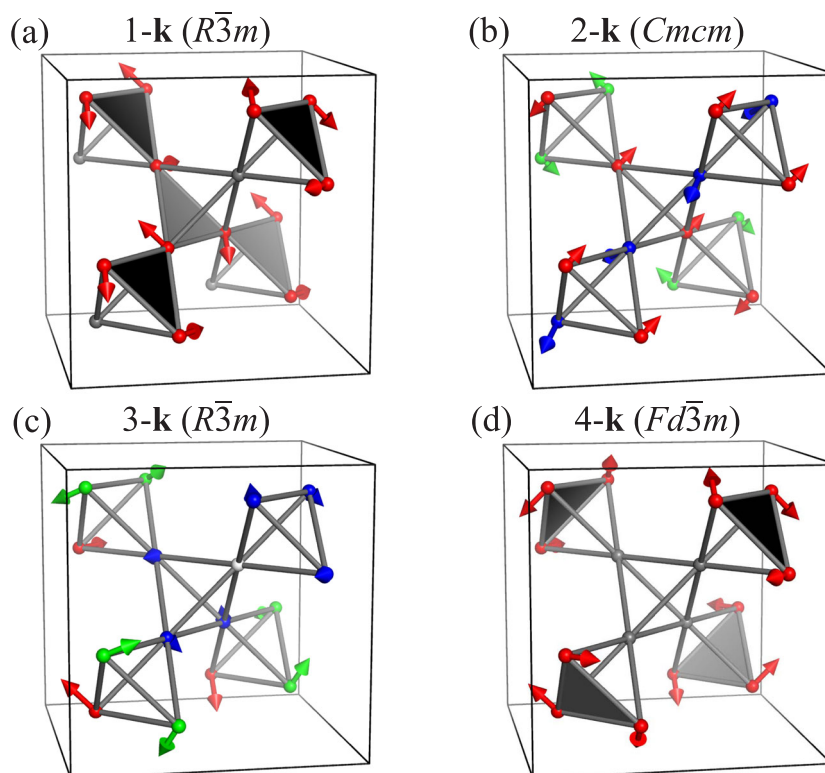 (a) 1-k (R3̅m)
(b) 2-k (Cmcm)
(c) 3-k (R3̅m)
(d) 4-k (Fd3̅m)